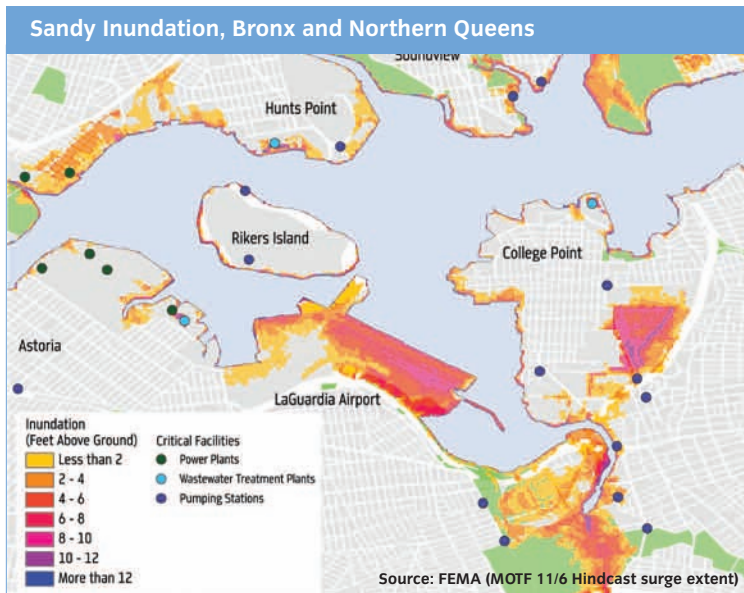 Sandy Inundation, Bronx and Northern Queens
Soundview
Hunts Point
Rikers Island
College Point
Astoria
LaGuardia Airport
Inundation
(Feet Above Ground)
Less than 2
2 - 4
4 - 6
6 - 8
8 - 10
10 - 12
More than 12
Critical Facilities
Power Plants
Wastewater Treatment Plants
Pumping Stations
Source: FEMA (MOTF 11/6 Hindcast surge extent)